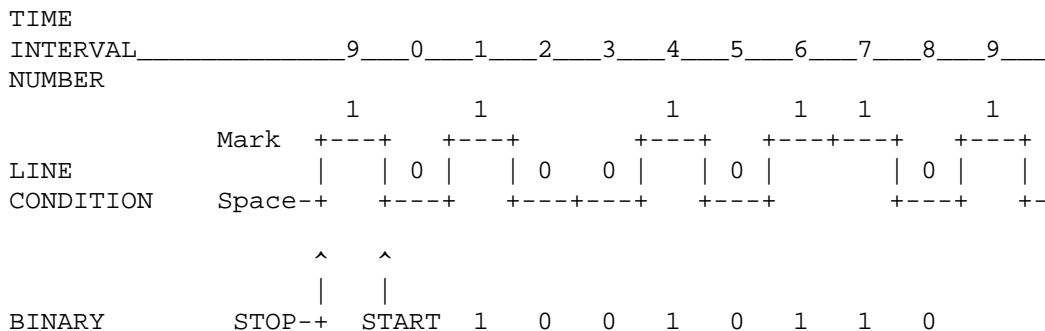 TIME
INTERVAL_____________9___0___1___2___3___4___5___6___7___8___9___
NUMBER
                     1       1           1       1   1       1
             Mark  +---+   +---+       +---+   +---+---+   +---+
LINE               |   | 0 |   | 0   0 |   | 0 |       | 0 |   |
CONDITION    Space-+   +---+   +---+---+   +---+       +---+   +-
                   ^   ^
                   |   |
BINARY        STOP-+  START  1   0   0   1   0   1   1   0